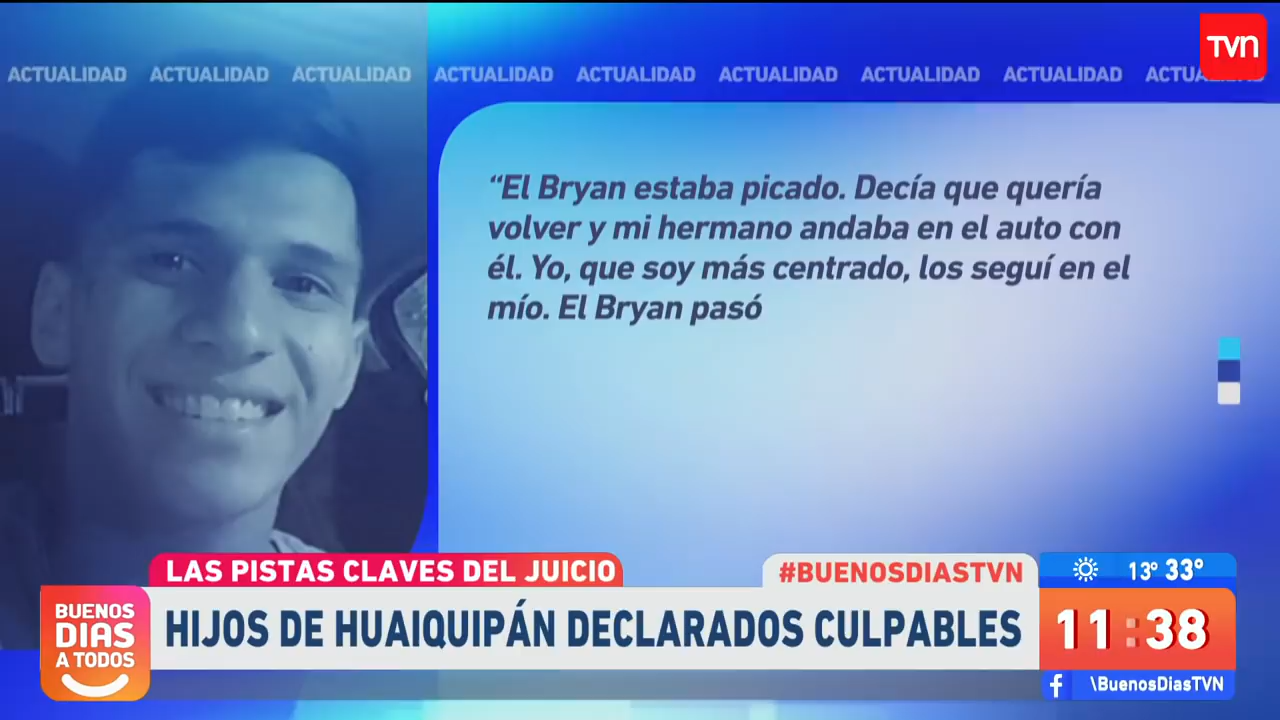 TVN
ACTUALIDAD ACTUALIDAD ACTUALIDAD ACTUALIDAD ACTUALIDAD ACTUALIDAD ACTUALIDAD ACTUALIDAD ACTUALIDAD
“El Bryan estaba picado. Decía que quería
volver y mi hermano andaba en el auto con
él. Yo, que soy más centrado, los seguí en el
mío. El Bryan pasó
LAS PISTAS CLAVES DEL JUICIO
#BUENOSDIASTVN
13° 33°
BUENOS
DIAS
A TODOS
HIJOS DE HUAIQUIPÁN DECLARADOS CULPABLES
11:38
f \BuenosDiasTVN